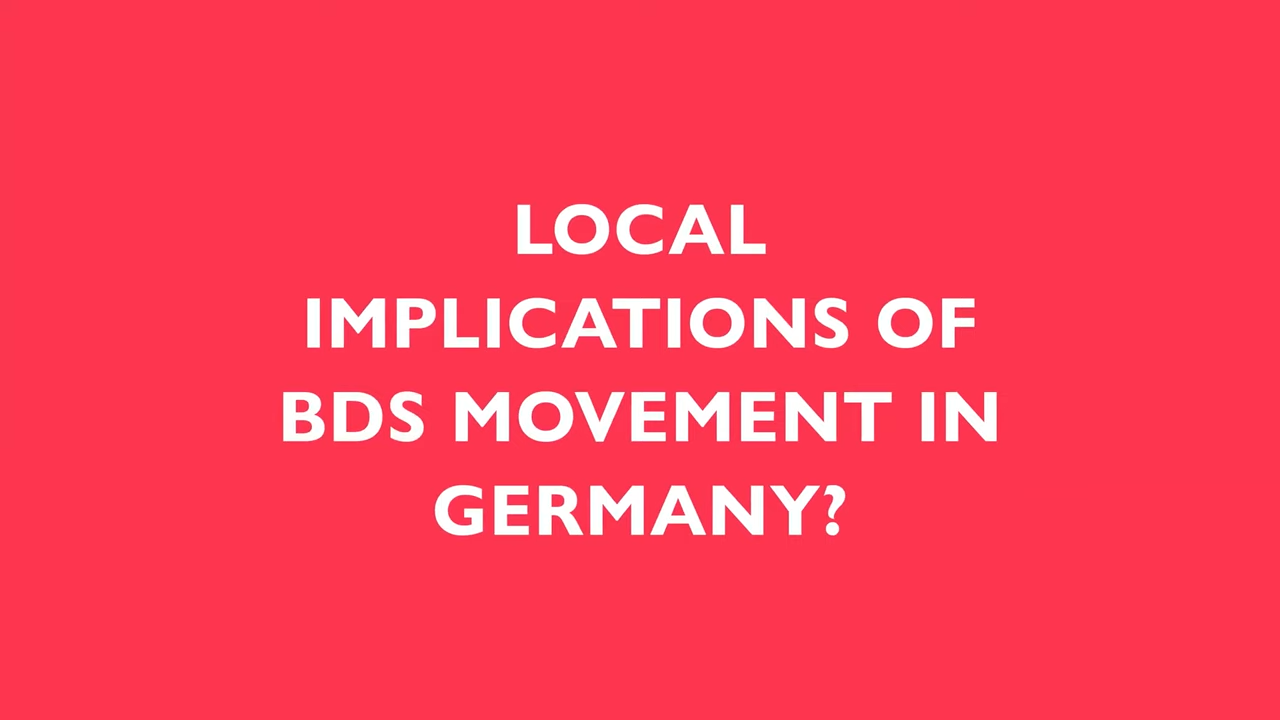 LOCAL
IMPLICATIONS OF
BDS MOVEMENT IN
GERMANY?